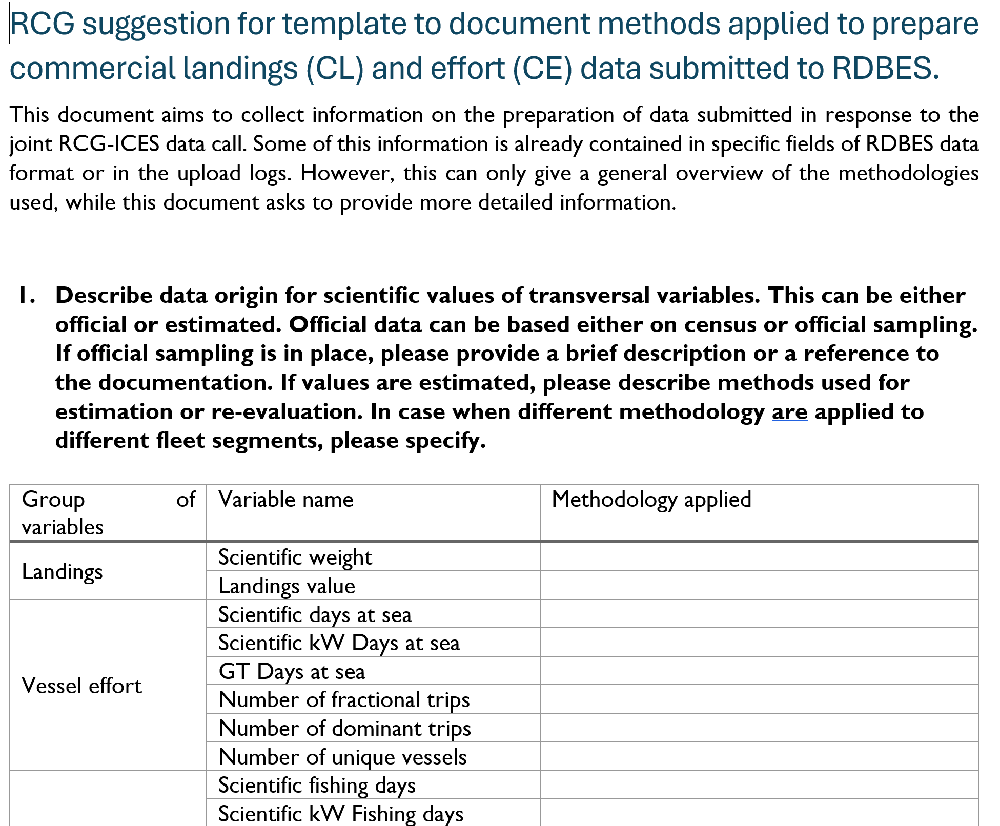 RCG suggestion for template to document methods applied to prepare
commercial landings (CL) and effort (CE) data submitted to RDBES.
This document aims to collect information on the preparation of data submitted in response to the
joint RCG-ICES data call. Some of this information is already contained in specific fields of RDBES data
format or in the upload logs. However, this can only give a general overview of the methodologies
used, while this document asks to provide more detailed information.
1. Describe data origin for scientific values of transversal variables. This can be either
official or estimated. Official data can be based either on census or official sampling.
If official sampling is in place, please provide a brief description or a reference to
the documentation. If values are estimated, please describe methods used for
estimation or re-evaluation. In case when different methodology are applied to
different fleet segments, please specify.
Group of
variables
Variable name
Methodology applied
Landings
Scientific weight
Landings value
Vessel effort
Scientific days at sea
Scientific kW Days at sea
GT Days at sea
Number of fractional trips
Number of dominant trips
Number of unique vessels
Scientific fishing days
Scientific kW Fishing days